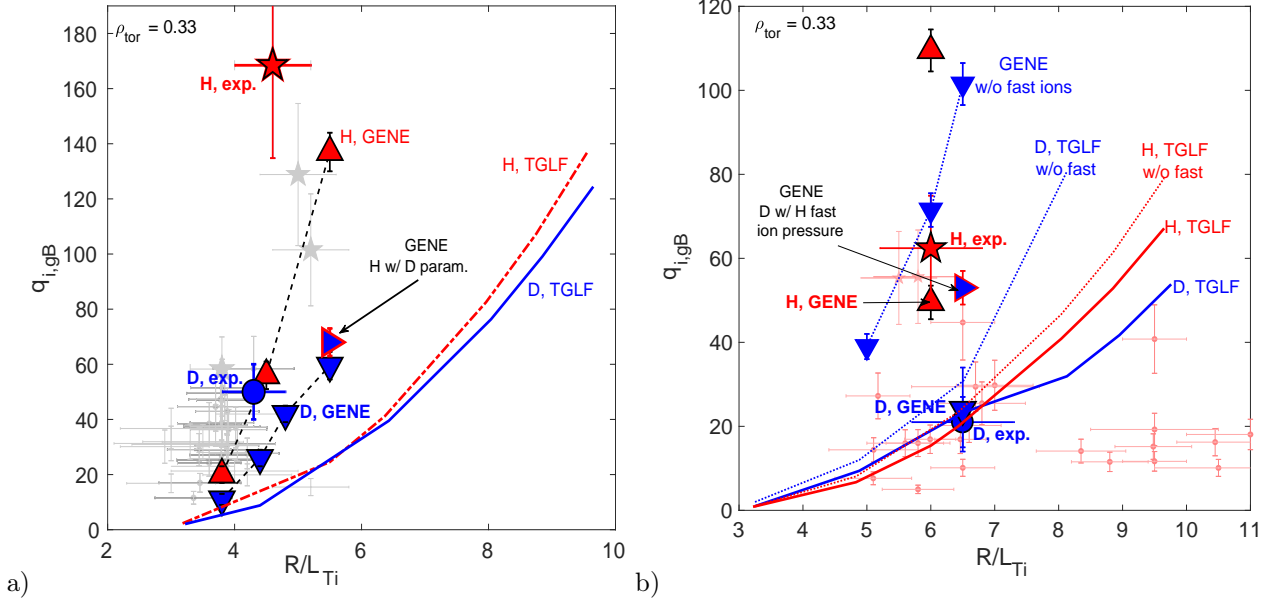 ρtor = 0.33
180
160
140
120
100
80
60
40
20
0
qi,gB
H, exp.
H, GENE
H, TGLF
GENE
H w/ D param.
D, TGLF
D, exp.
D, GENE
2
4
6
8
10
R/LTi
a)
ρtor = 0.33
120
100
80
60
40
20
0
qi,gB
GENE
w/o fast ions
D, TGLF
w/o fast
H, TGLF
w/o fast
GENE
D w/ H fast
ion pressure
H, exp.
H, TGLF
H, GENE
D, TGLF
D, GENE
D, exp.
3
4
5
6
7
8
9
10
11
R/LTi
b)